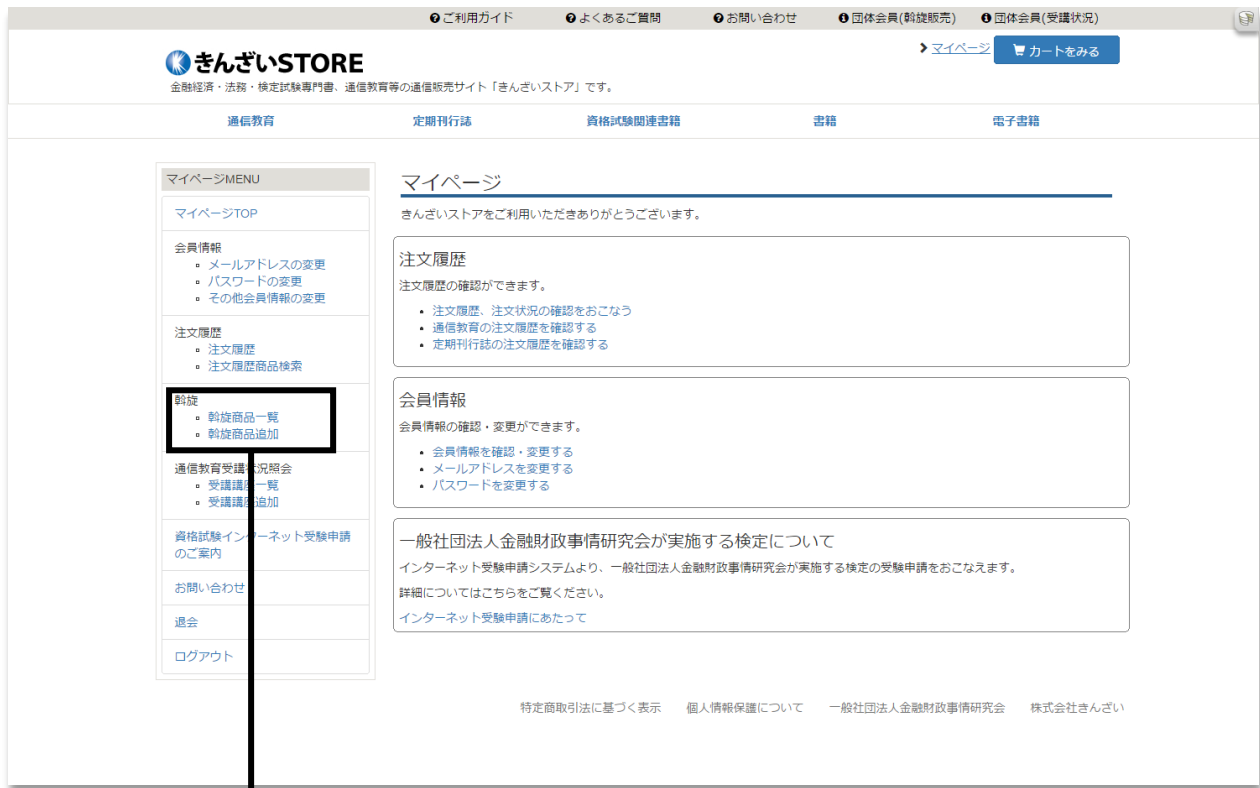 ご利用ガイド
よくあるご質問
お問い合わせ
団体会員(斡旋販売)
団体会員(受講状況)
きんざいSTORE
金融経済・法務・検定試験専門書、通信教育等の通信販売サイト「きんざいストア」です。
マイページ
カートをみる
通信教育
定期刊行誌
資格試験関連書籍
書籍
電子書籍
マイページMENU
マイページTOP
会員情報
メールアドレスの変更
パスワードの変更
その他会員情報の変更
注文履歴
注文履歴
注文履歴商品検索
斡旋
斡旋商品一覧
斡旋商品追加
通信教育受講状況照会
受講講座一覧
受講講座追加
資格試験インターネット受験申請
のご案内
お問い合わせ
退会
ログアウト
マイページ
きんざいストアをご利用いただきありがとうございます。
注文履歴
注文履歴の確認ができます。
注文履歴、注文状況の確認をおこなう
通信教育の注文履歴を確認する
定期刊行誌の注文履歴を確認する
会員情報
会員情報の確認・変更ができます。
会員情報を確認・変更する
メールアドレスを変更する
パスワードを変更する
一般社団法人金融財政事情研究会が実施する検定について
インターネット受験申請システムより、一般社団法人金融財政事情研究会が実施する検定の受験申請をおこなえます。
詳細についてはこちらをご覧ください。
インターネット受験申請にあたって
特定商取引法に基づく表示
個人情報保護について
一般社団法人金融財政事情研究会
株式会社きんざい